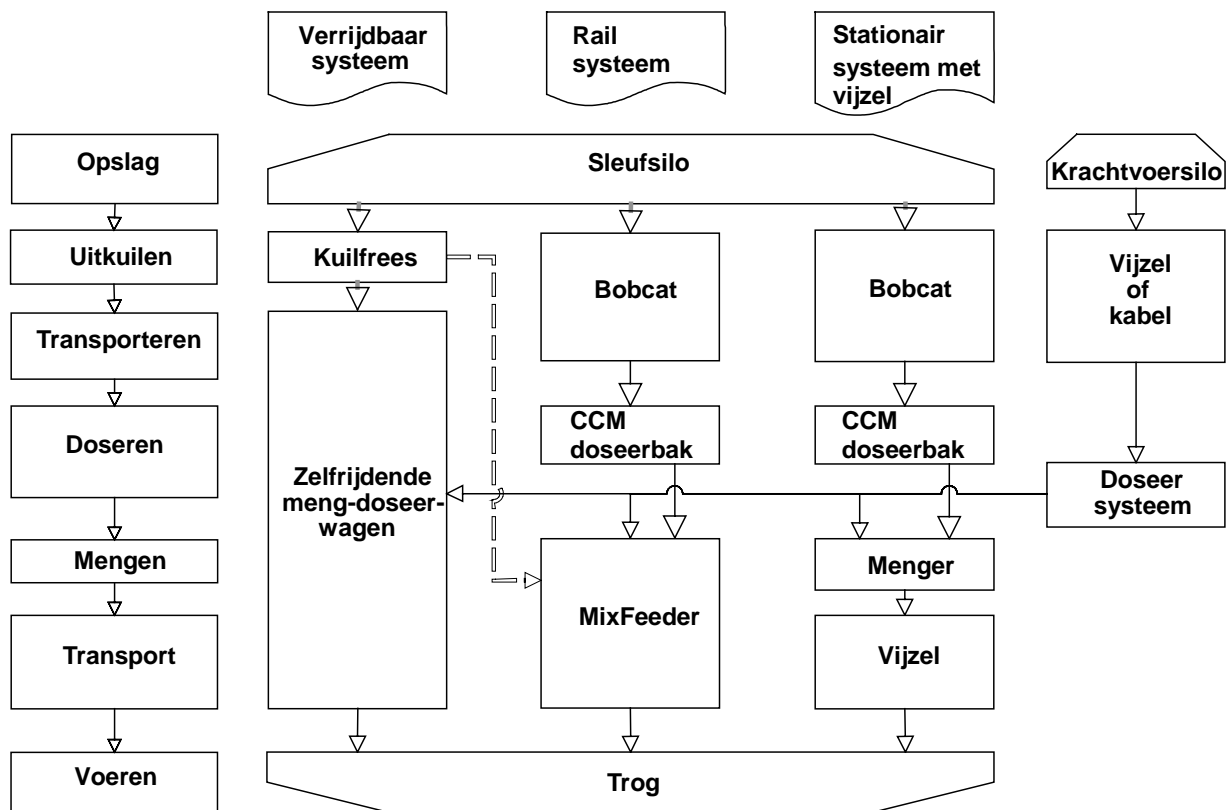 Verrijdbaar
systeem
Rail
systeem
Stationair
systeem met
vijzel
Opslag
Sleufsilo
Krachtvoersilo
Uitkuilen
Kuilfrees
Bobcat
Bobcat
Vijzel
of
kabel
Transporteren
Doseren
CCM
doseerbak
CCM
doseerbak
Zelfrijdende
meng-doseer-
wagen
Doseer
systeem
Mengen
Menger
MixFeeder
Transport
Vijzel
Voeren
Trog